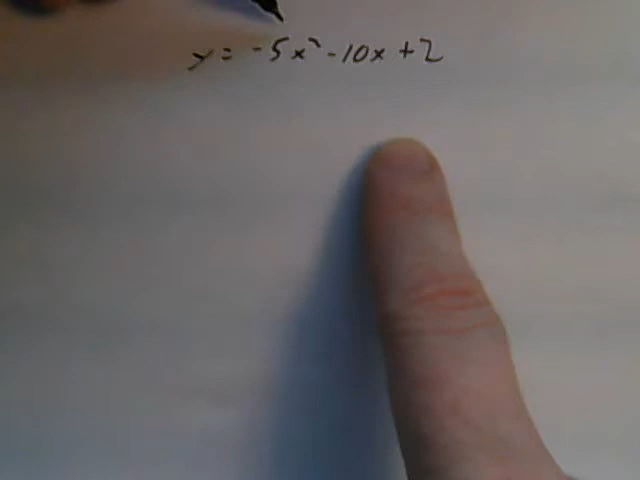 y = -5x² - 10x + 2